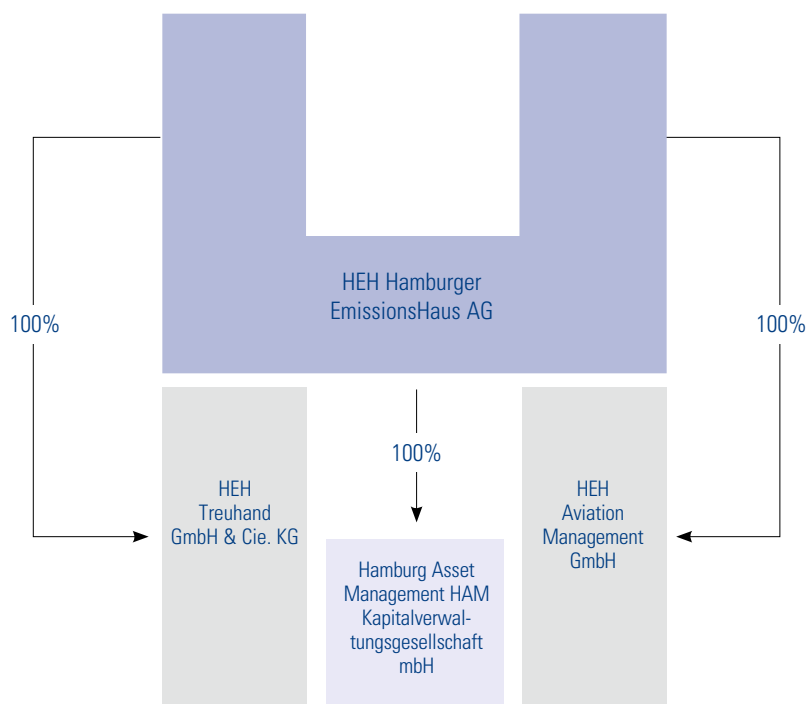 HEH Hamburger
EmissionsHaus AG
100%
100%
100%
HEH
Treuhand
GmbH & Cie. KG
Hamburg Asset
Management HAM
Kapitalverwal-
tungsgesellschaft
mbH
HEH
Aviation
Management
GmbH